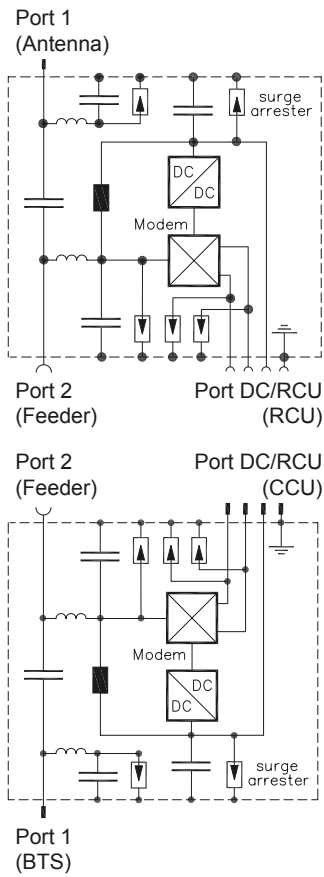 Port 1
(Antenna)
surge
arrester
DC
DC
Modem
Port 2
(Feeder)
Port DC/RCU
(RCU)
Port 2
(Feeder)
Port DC/RCU
(CCU)
Modem
DC
DC
surge
arrester
Port 1
(BTS)